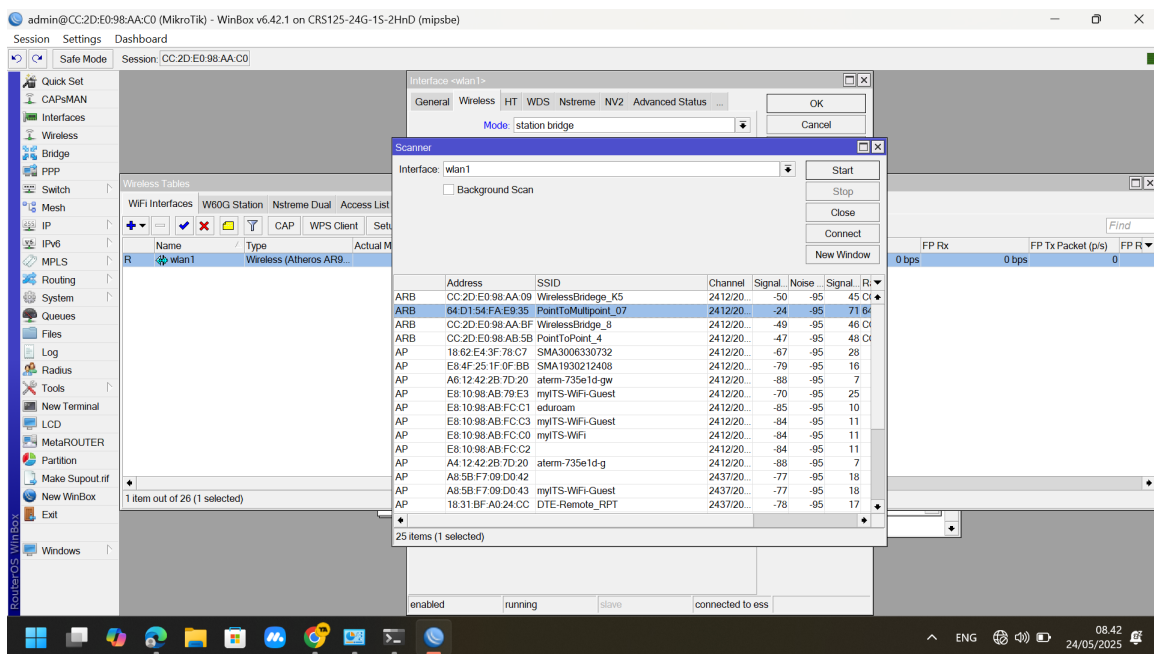 admin@CC:2D:E0:98:AA:C0 (MikroTik) - WinBox v6.42.1 on CRS125-24G-1S-2HnD (mipsbe)
Session Settings Dashboard
Safe Mode Session: CC:2D:E0:98:AA:C0
Quick Set
CAPsMAN
Interfaces
Wireless
Bridge
PPP
Switch
Mesh
IP
IPv6
MPLS
Routing
System
Queues
Files
Log
Radius
Tools
New Terminal
LCD
MetaROUTER
Partition
Make Supout.rif
New WinBox
Exit
Windows
RouterOS WinBox
Interface <wlan1>
General Wireless HT WDS Nstreme NV2 Advanced Status ...
OK
Mode: station bridge
Cancel
Wireless Tables
WiFi Interfaces W60G Station Nstreme Dual Access List
CAP WPS Client Setu
Find
Name Type Actual M FP Rx FP Tx Packet (p/s) FP R
R wlan1 Wireless (Atheros AR9... 0 bps 0 bps 0
1 item out of 26 (1 selected)
Scanner
Interface: wlan1
Background Scan
Start
Stop
Close
Connect
New Window
Address SSID Channel Signal... Noise ... Signal... Ra
ARB CC:2D:E0:98:AA:09 WirelessBridege_K5 2412/20... -50 -95 45 CC
ARB 64:D1:54:FA:E9:35 PointToMultipoint_07 2412/20... -24 -95 71 64
ARB CC:2D:E0:98:AA:BF WirelessBridge_8 2412/20... -49 -95 46 CC
ARB CC:2D:E0:98:AB:5B PointToPoint_4 2412/20... -47 -95 48 CC
AP 18:62:E4:3F:78:C7 SMA3006330732 2412/20... -67 -95 28
AP E8:4F:25:1F:0F:BB SMA1930212408 2412/20... -79 -95 16
AP A6:12:42:2B:7D:20 aterm-735e1d-gw 2412/20... -88 -95 7
AP E8:10:98:AB:79:E3 myITS-WiFi-Guest 2412/20... -70 -95 25
AP E8:10:98:AB:FC:C1 eduroam 2412/20... -85 -95 10
AP E8:10:98:AB:FC:C3 myITS-WiFi-Guest 2412/20... -84 -95 11
AP E8:10:98:AB:FC:C0 myITS-WiFi 2412/20... -84 -95 11
AP E8:10:98:AB:FC:C2 2412/20... -84 -95 11
AP A4:12:42:2B:7D:20 aterm-735e1d-g 2412/20... -88 -95 7
AP A8:5B:F7:09:D0:42 2437/20... -77 -95 18
AP A8:5B:F7:09:D0:43 myITS-WiFi-Guest 2437/20... -77 -95 18
AP 18:31:BF:A0:24:CC DTE-Remote_RPT 2437/20... -78 -95 17
25 items (1 selected)
enabled running slave connected to ess
ENG
08.42
24/05/2025